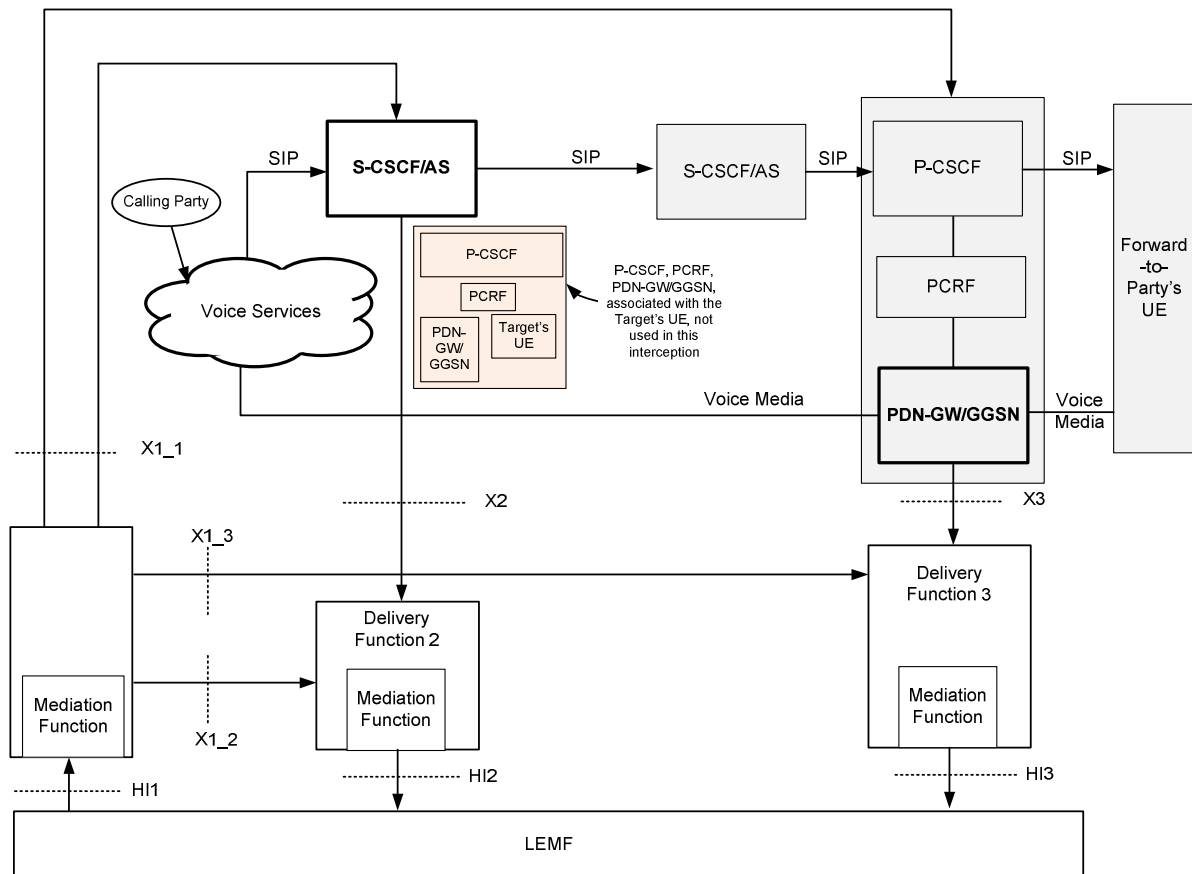 SIP
S-CSCF/AS
SIP
S-CSCF/AS
SIP
P-CSCF
SIP
Calling Party
Voice Services
P-CSCF
PCRF
PDN-
GW/
GGSN
Target's
UE
P-CSCF, PCRF,
PDN-GW/GGSN,
associated with the
Target's UE, not
used in this
interception
PCRF
Forward
-to-
Party's
UE
Voice Media
PDN-GW/GGSN
Voice
Media
X1_1
X2
X3
X1_3
Delivery
Function 2
Delivery
Function 3
Mediation
Function
X1_2
Mediation
Function
Mediation
Function
HI1
HI2
HI3
LEMF